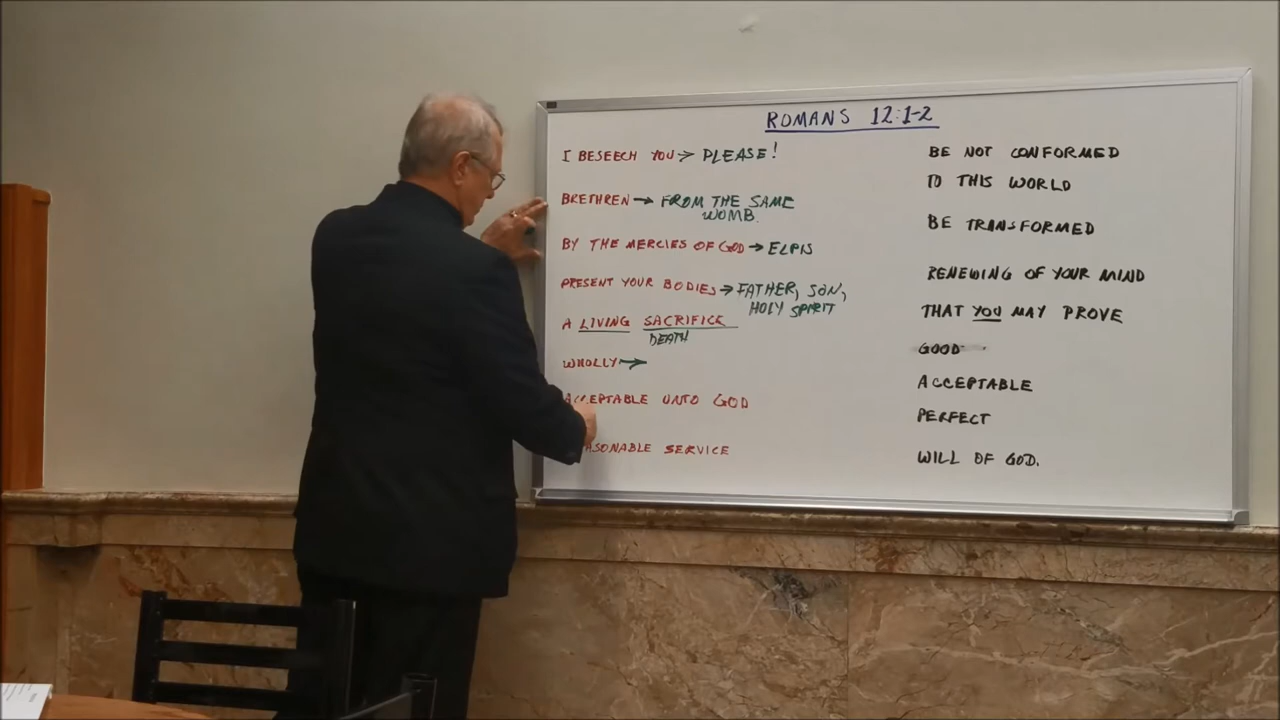 ROMANS 12:1-2
I BESEECH YOU > PLEASE!
BRETHREN → FROM THE SAME
WOMB.
BY THE MERCIES OF GOD → ELPIS
PRESENT YOUR BODIES → FATHER, SON,
HOLY SPIRIT
A LIVING SACRIFICE
DEATH
WHOLLY →
ACCEPTABLE UNTO GOD
ASONABLE SERVICE
BE NOT CONFORMED
TO THIS WORLD
BE TRANSFORMED
RENEWING OF YOUR MIND
THAT YOU MAY PROVE
GOOD
ACCEPTABLE
PERFECT
WILL OF GOD.